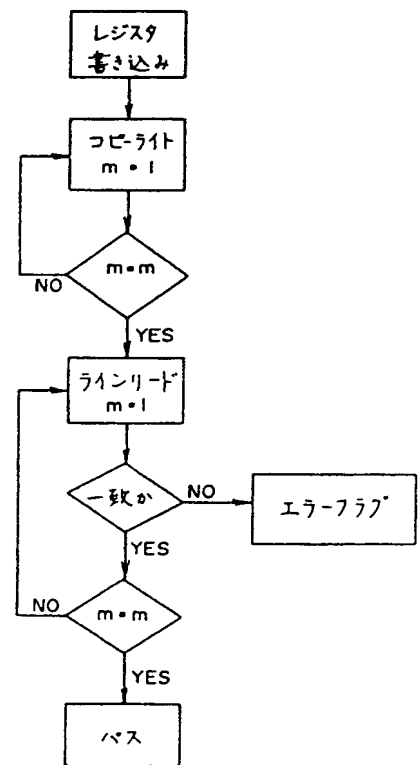 レジスタ
書き込み
コピーライト
m = 1
m = m
NO
YES
ラインリード
m = 1
一致か
NO
エラーフラグ
YES
NO
m = m
YES
パス